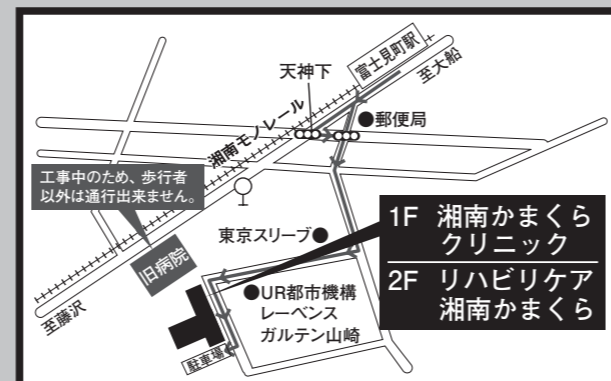 富士見町駅
至大船
天神下
●郵便局
湘南モノレール
工事中のため、歩行者
以外は通行出来ません。
旧病院
東京スリーブ●
1F 湘南かまくら
クリニック
2F リハビリケア
湘南かまくら
●UR都市機構
レーベンス
ガルテン山崎
至藤沢
駐車場